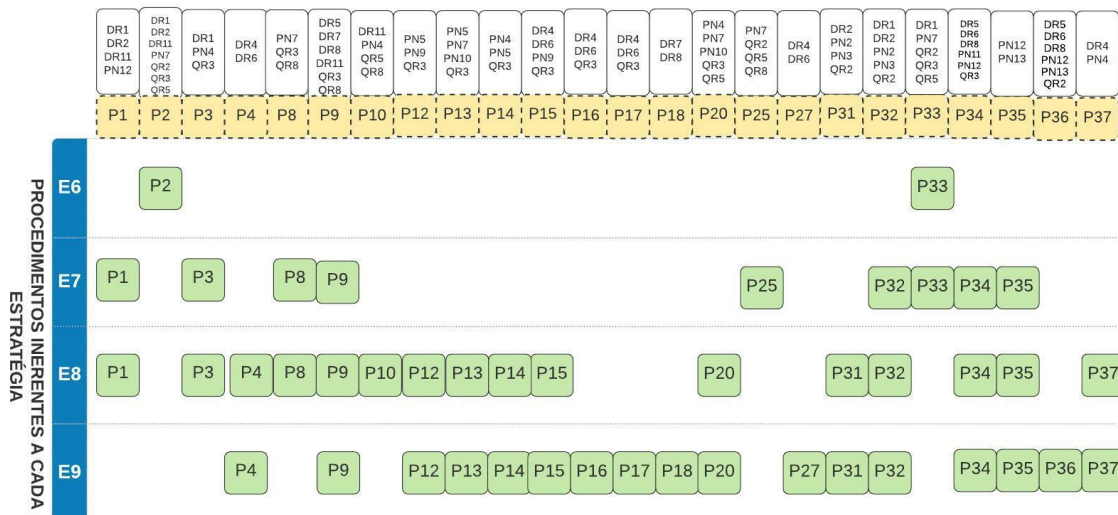 DR1
DR2
DR11
PN12
DR1
DR2
DR11
PN7
QR2
QR3
QR5
DR1
PN4
QR3
DR4
DR6
PN7
QR3
QR8
DR5
DR7
DR8
DR11
QR3
QR8
DR11
PN4
QR5
QR8
PN5
PN9
QR3
PN5
PN7
PN10
QR3
PN4
PN5
QR3
DR4
DR6
PN9
QR3
DR4
DR6
QR3
DR4
DR6
QR3
DR7
DR8
PN4
PN7
PN10
QR3
QR5
PN7
QR2
QR5
QR8
DR4
DR6
DR2
PN2
PN3
QR2
DR1
DR2
PN2
PN3
QR2
DR1
PN7
QR2
QR3
QR5
DR5
DR6
DR8
PN11
PN12
QR3
PN12
PN13
DR5
DR6
DR8
PN12
PN13
QR2
DR4
PN4
P1 P2 P3 P4 P8 P9 P10 P12 P13 P14 P15 P16 P17 P18 P20 P25 P27 P31 P32 P33 P34 P35 P36 P37
PROCEDIMENTOS INERENTES A CADA
ESTRATÉGIA
E6 P2 P33
E7 P1 P3 P8 P9 P25 P32 P33 P34 P35
E8 P1 P3 P4 P8 P9 P10 P12 P13 P14 P15 P20 P31 P32 P34 P35 P37
E9 P4 P9 P12 P13 P14 P15 P16 P17 P18 P20 P27 P31 P32 P34 P35 P36 P37